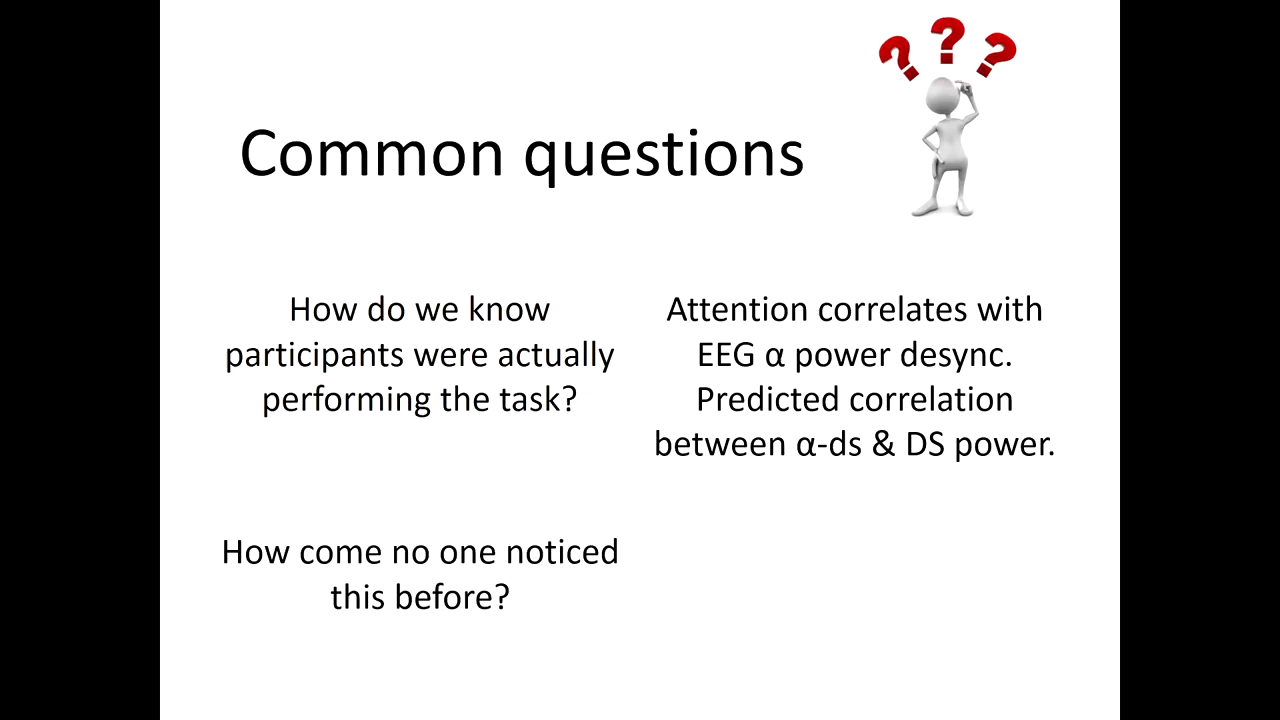 Common questions
How do we know
participants were actually
performing the task?
Attention correlates with
EEG α power desync.
Predicted correlation
between α-ds & DS power.
How come no one noticed
this before?